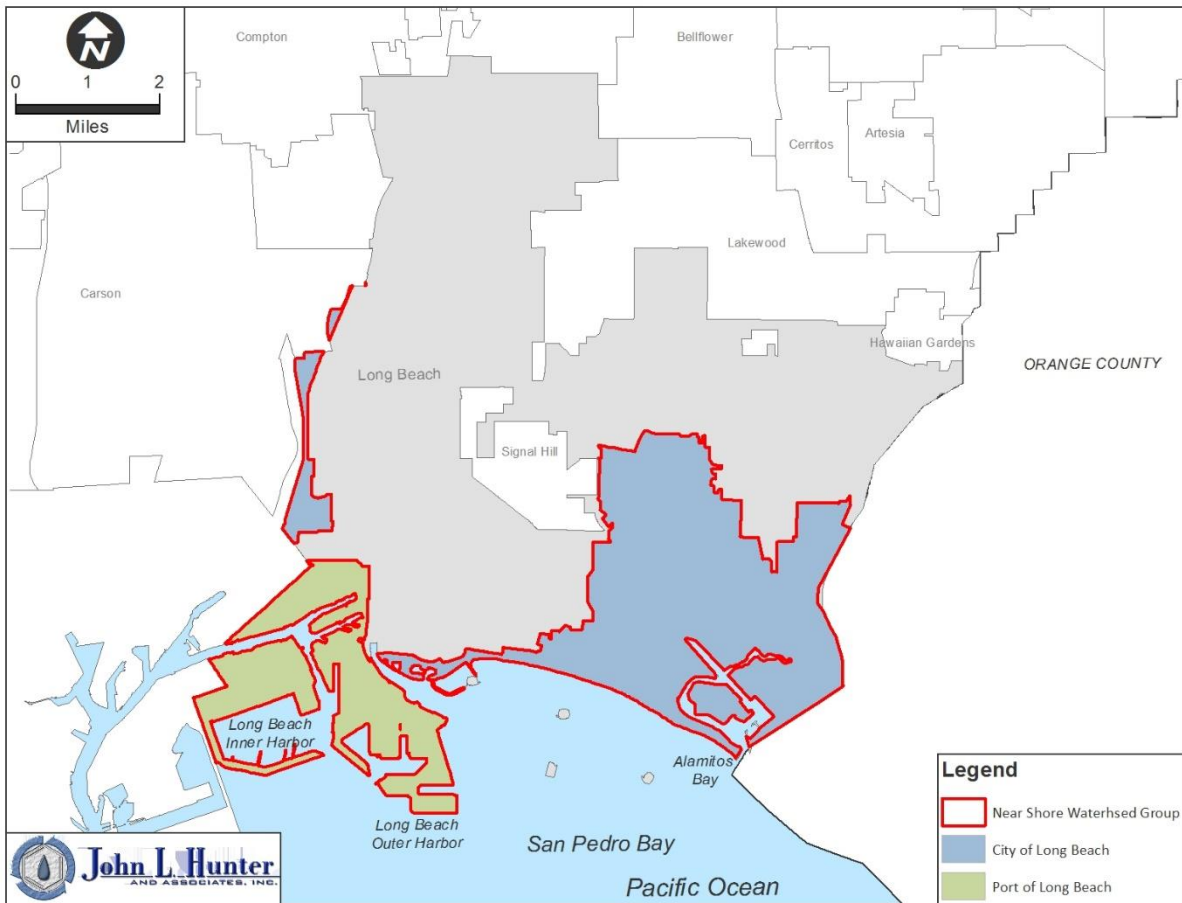 N
0 1 2
Miles
Compton
Bellflower
Cerritos
Artesia
Lakewood
Carson
Hawaiian Gardens
Long Beach
ORANGE COUNTY
Signal Hill
Long Beach
Inner Harbor
Alamitos
Bay
Long Beach
Outer Harbor
San Pedro Bay
Pacific Ocean
Legend
Near Shore Waterhsed Group
City of Long Beach
Port of Long Beach
John L. Hunter
AND ASSOCIATES, INC.